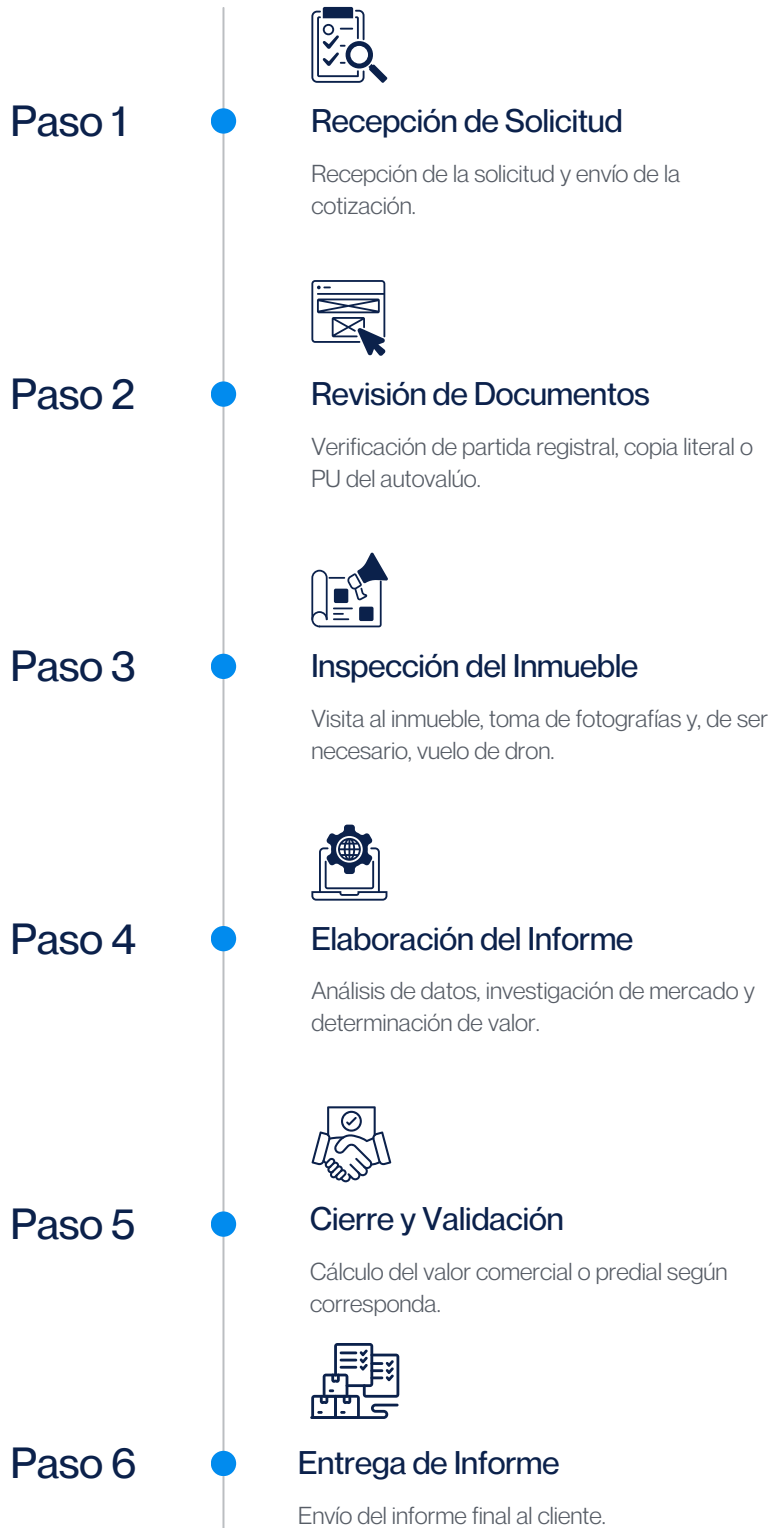 Paso 1
Recepción de Solicitud
Recepción de la solicitud y envío de la
cotización.
Paso 2
Revisión de Documentos
Verificación de partida registral, copia literal o
PU del autovalúo.
Paso 3
Inspección del Inmueble
Visita al inmueble, toma de fotografías y, de ser
necesario, vuelo de dron.
Paso 4
Elaboración del Informe
Análisis de datos, investigación de mercado y
determinación de valor.
Paso 5
Cierre y Validación
Cálculo del valor comercial o predial según
corresponda.
Paso 6
Entrega de Informe
Envío del informe final al cliente.